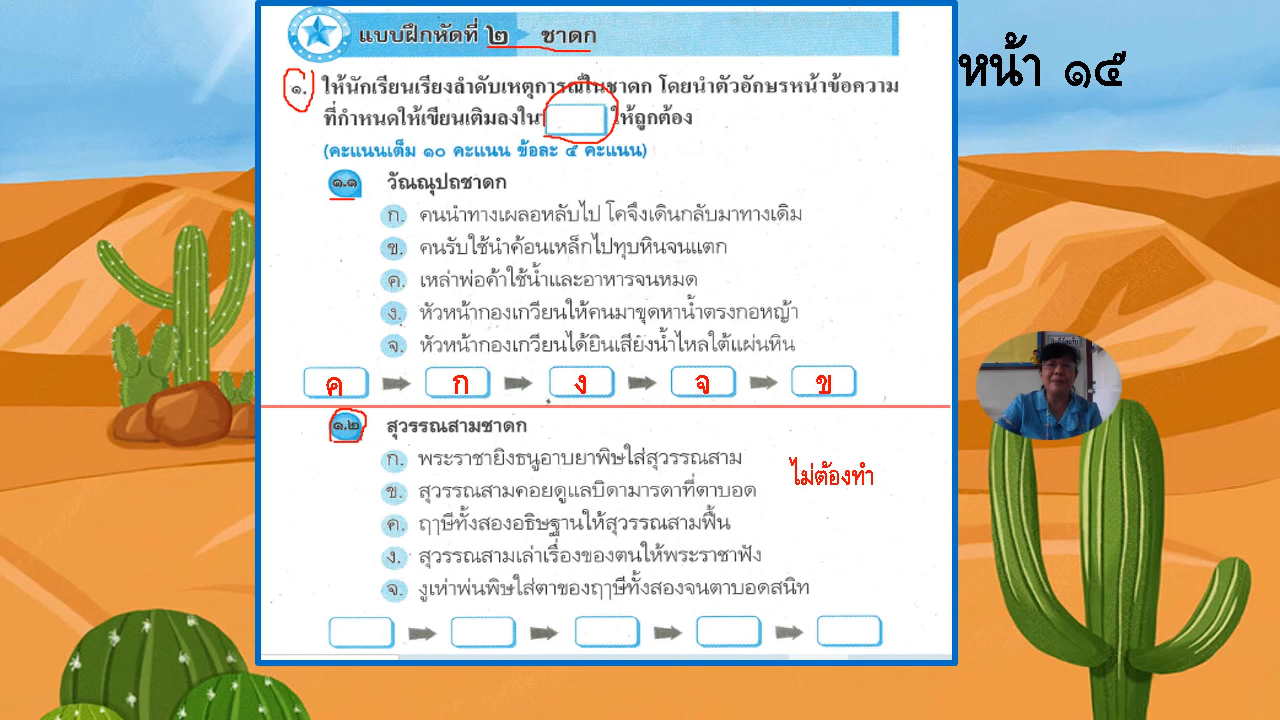 แบบฝึกหัดที่ ๒ ชาดก
หน้า ๑๕
๑. ให้นักเรียนเรียงลำดับเหตุการณ์ในชาดก โดยนำตัวอักษรหน้าข้อความ
ที่กำหนดให้เขียนเติมลงใน ให้ถูกต้อง
(คะแนนเต็ม ๑๐ คะแนน ข้อละ ๕ คะแนน)
๑.๑ วัณณุปถชาดก
ก. คนนำทางเผลอหลับไป โคจึงเดินกลับมาทางเดิม
ข. คนรับใช้นำค้อนเหล็กไปทุบหินจนแตก
ค. เหล่าพ่อค้าใช้น้ำและอาหารจนหมด
ง. หัวหน้ากองเกวียนให้คนมาขุดหาน้ำตรงกอหญ้า
จ. หัวหน้ากองเกวียนได้ยินเสียงน้ำไหลใต้แผ่นหิน
ค ก ง จ ข
๑.๒ สุวรรณสามชาดก
ก. พระราชายิงธนูอาบยาพิษใส่สุวรรณสาม
ไม่ต้องทำ
ข. สุวรรณสามคอยดูแลบิดามารดาที่ตาบอด
ค. ฤๅษีทั้งสองอธิษฐานให้สุวรรณสามฟื้น
ง. สุวรรณสามเล่าเรื่องของตนให้พระราชาฟัง
จ. งูเห่าพ่นพิษใส่ตาของฤๅษีทั้งสองจนตาบอดสนิท